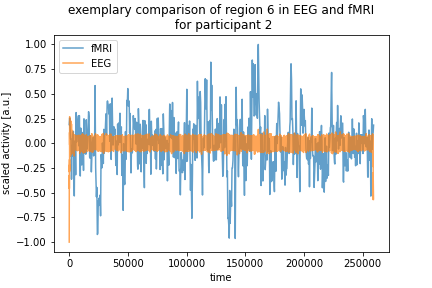 exemplary comparison of region 6 in EEG and fMRI
for participant 2
fMRI
EEG
scaled activity [a.u.]
1.00
0.75
0.50
0.25
0.00
−0.25
−0.50
−0.75
−1.00
0
50000
100000
150000
200000
250000
time